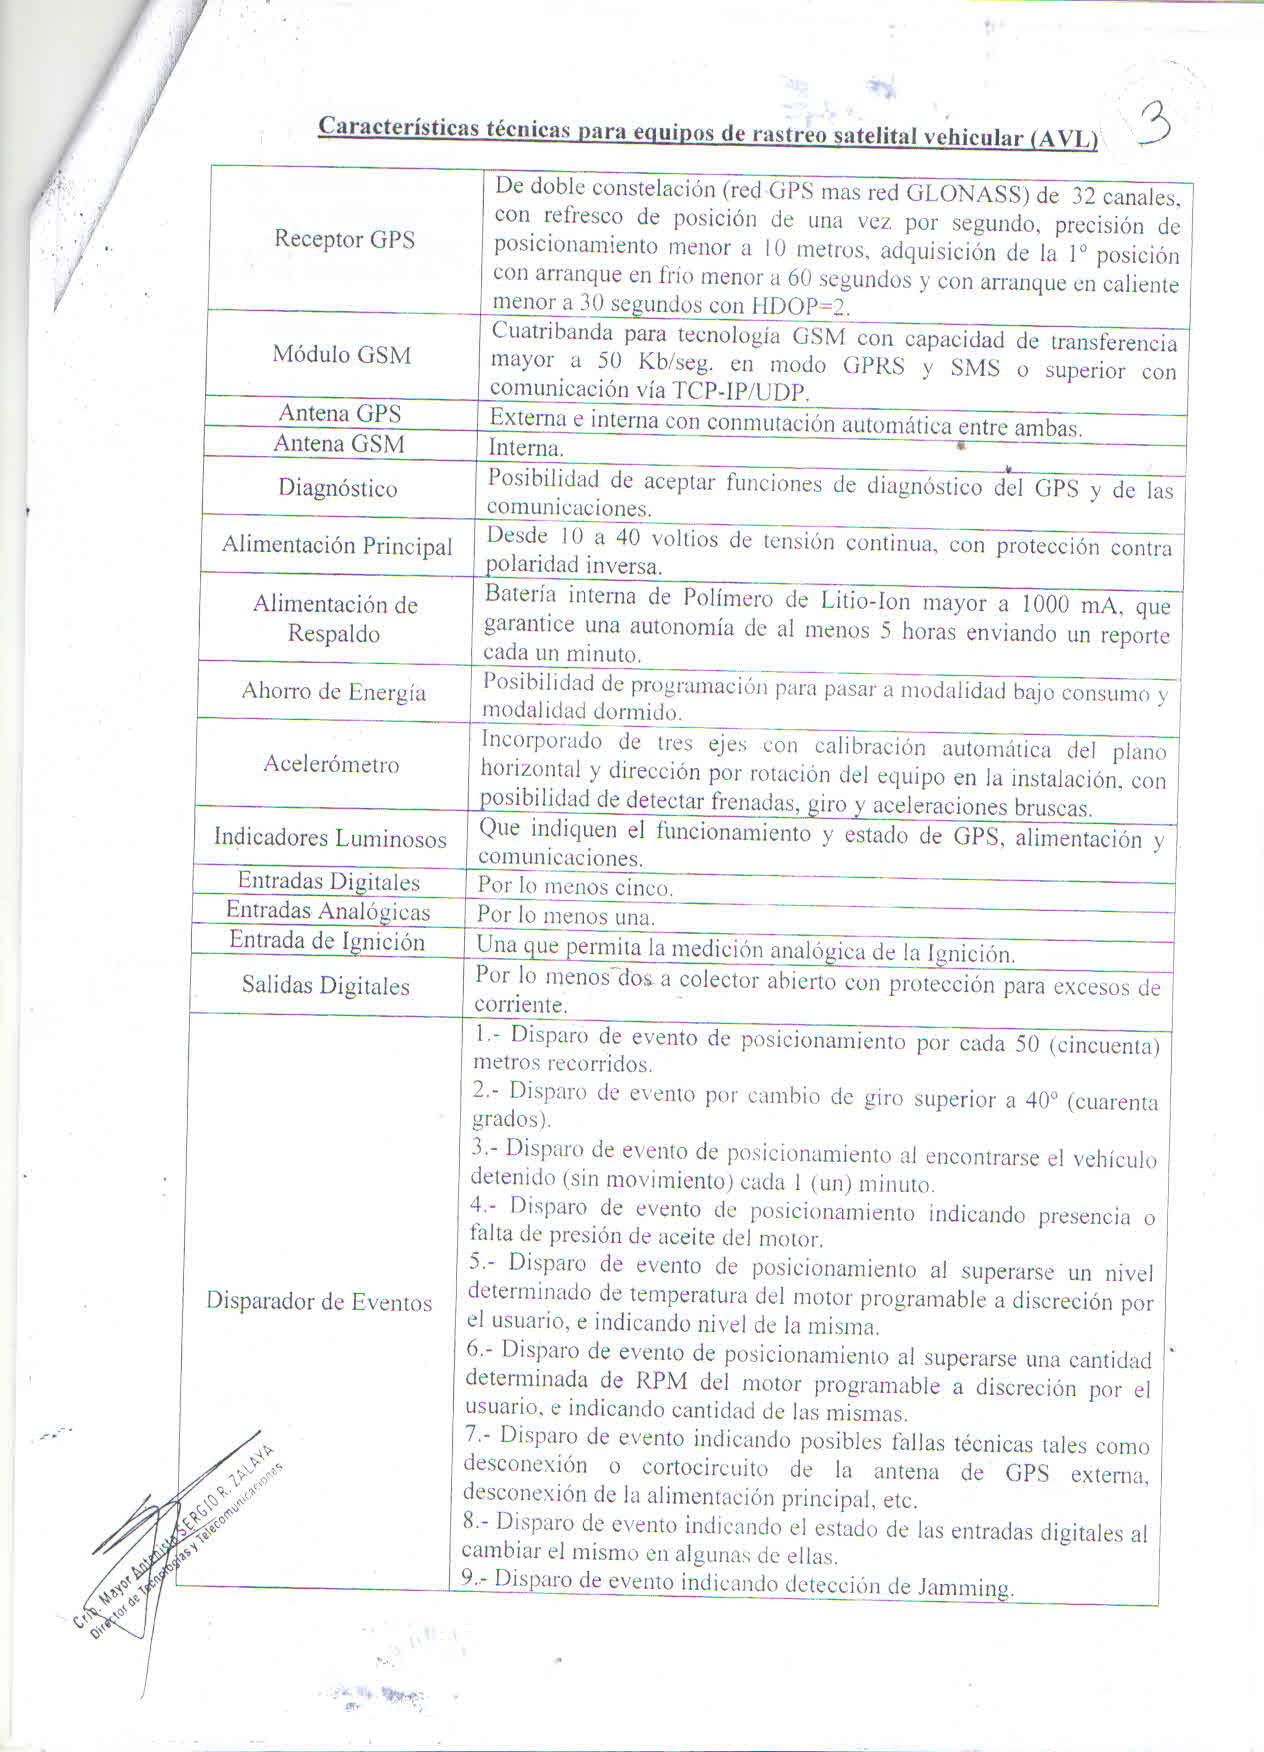 Características técnicas para equipos de rastreo satelital vehicular (AVL)
3
Receptor GPS
De doble constelación (red GPS mas red GLONASS) de 32 canales,
con refresco de posición de una vez por segundo, precisión de
posicionamiento menor a 10 metros, adquisición de la 1° posición
con arranque en frío menor a 60 segundos y con arranque en caliente
menor a 30 segundos con HDOP=2.
Módulo GSM
Cuatribanda para tecnología GSM con capacidad de transferencia
mayor a 50 Kb/seg. en modo GPRS y SMS o superior con
comunicación vía TCP-IP/UDP.
Antena GPS
Externa e interna con conmutación automática entre ambas.
Antena GSM
Interna.
Diagnóstico
Posibilidad de aceptar funciones de diagnóstico del GPS y de las
comunicaciones.
Alimentación Principal
Desde 10 a 40 voltios de tensión continua, con protección contra
polaridad inversa.
Alimentación de
Respaldo
Batería interna de Polímero de Litio-Ion mayor a 1000 mA, que
garantice una autonomía de al menos 5 horas enviando un reporte
cada un minuto.
Ahorro de Energía
Posibilidad de programación para pasar a modalidad bajo consumo y
modalidad dormido.
Acelerómetro
Incorporado de tres ejes con calibración automática del plano
horizontal y dirección por rotación del equipo en la instalación, con
posibilidad de detectar frenadas, giro y aceleraciones bruscas.
Indicadores Luminosos
Que indiquen el funcionamiento y estado de GPS, alimentación y
comunicaciones.
Entradas Digitales
Por lo menos cinco.
Entradas Analógicas
Por lo menos una.
Entrada de Ignición
Una que permita la medición analógica de la Ignición.
Salidas Digitales
Por lo menos dos a colector abierto con protección para excesos de
corriente.
Disparador de Eventos
1.- Disparo de evento de posicionamiento por cada 50 (cincuenta)
metros recorridos.
2.- Disparo de evento por cambio de giro superior a 40° (cuarenta
grados).
3.- Disparo de evento de posicionamiento al encontrarse el vehículo
detenido (sin movimiento) cada 1 (un) minuto.
4.- Disparo de evento de posicionamiento indicando presencia o
falta de presión de aceite del motor.
5.- Disparo de evento de posicionamiento al superarse un nivel
determinado de temperatura del motor programable a discreción por
el usuario, e indicando nivel de la misma.
6.- Disparo de evento de posicionamiento al superarse una cantidad
determinada de RPM del motor programable a discreción por el
usuario, e indicando cantidad de las mismas.
7.- Disparo de evento indicando posibles fallas técnicas tales como
desconexión o cortocircuito de la antena de GPS externa,
desconexión de la alimentación principal, etc.
8.- Disparo de evento indicando el estado de las entradas digitales al
cambiar el mismo en algunas de ellas.
9.- Disparo de evento indicando detección de Jamming.
Crio. Mayor Antenista SERGIO R. ZALAYA
Director de Tecnologías y Telecomunicaciones